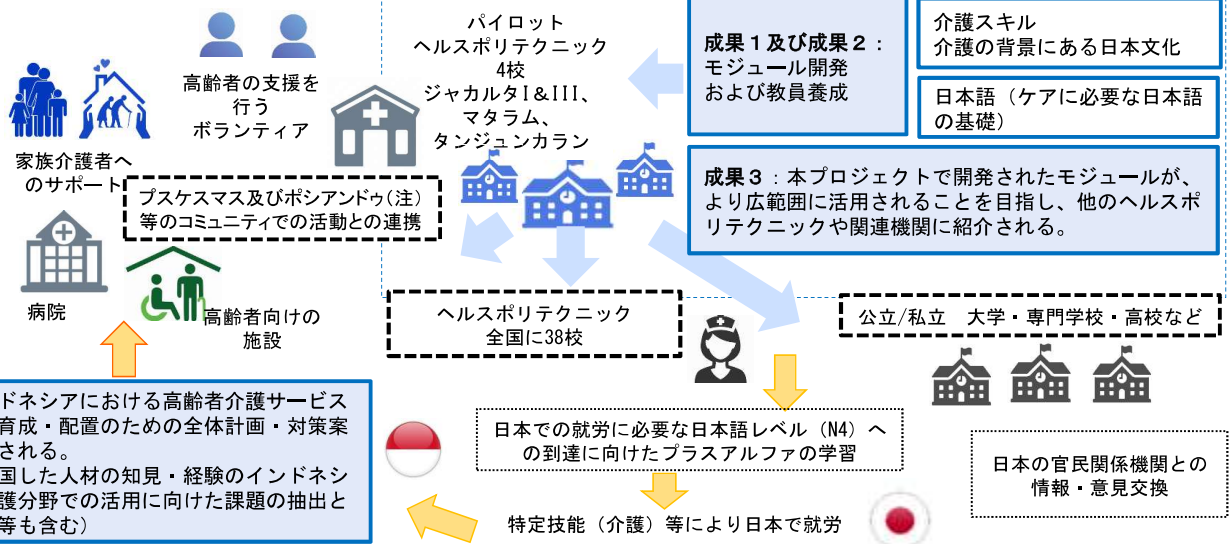 パイロット
ヘルスポリテクニック
4校
ジャカルタI＆III、
マタラム、
タンジュンカラン
成果１及び成果２：
モジュール開発
および教員養成
介護スキル
介護の背景にある日本文化
日本語（ケアに必要な日本語
の基礎）
成果３：本プロジェクトで開発されたモジュールが、
より広範囲に活用されることを目指し、他のヘルスポ
リテクニックや関連機関に紹介される。
高齢者の支援を
行う
ボランティア
家族介護者へ
のサポート
プスケスマス及びポシアンドゥ(注)
等のコミュニティでの活動との連携
病院
高齢者向けの
施設
ヘルスポリテクニック
全国に38校
公立/私立　大学・専門学校・高校など
ドネシアにおける高齢者介護サービス
育成・配置のための全体計画・対策案
される。
国した人材の知見・経験のインドネシ
護分野での活用に向けた課題の抽出と
等も含む）
日本での就労に必要な日本語レベル（N4）へ
の到達に向けたプラスアルファの学習
特定技能（介護）等により日本で就労
日本の官民関係機関との
情報・意見交換